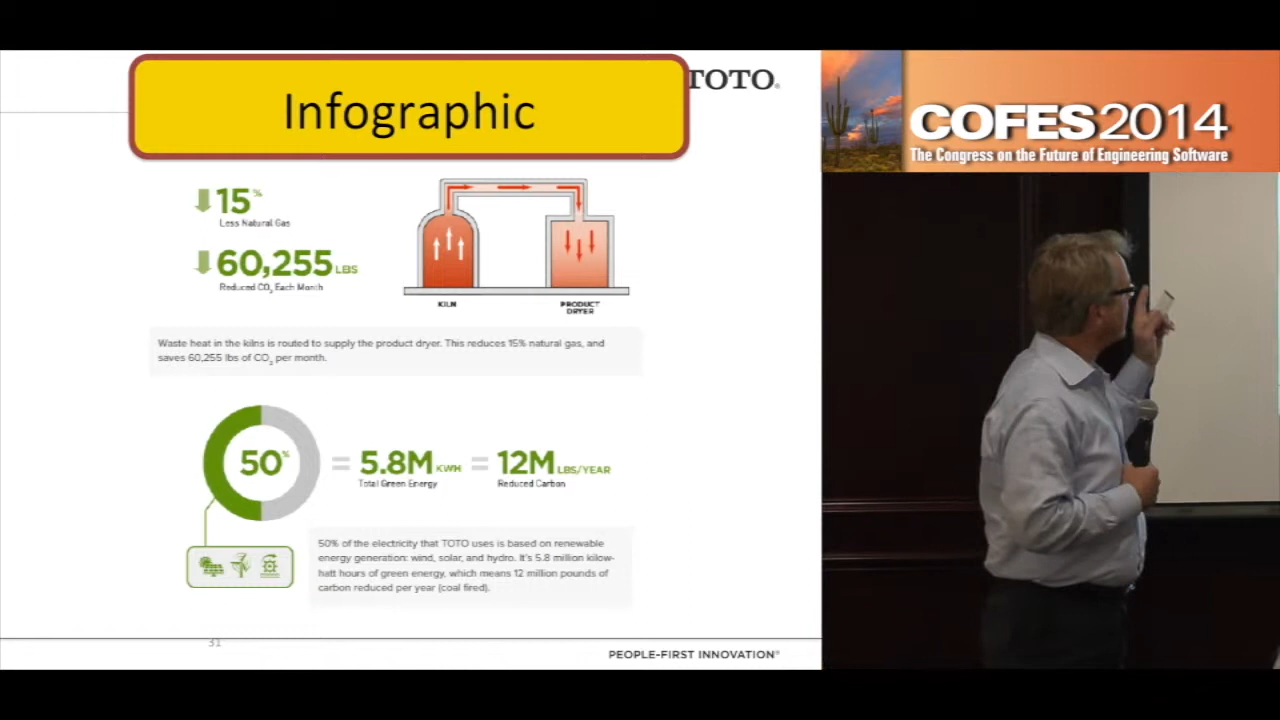 Infographic
TOTO®
COFES2014
The Congress on the Future of Engineering Software
15%
Less Natural Gas
60,255 LBS
Reduced CO2 Each Month
KILN
PRODUCT
DRYER
Waste heat in the kilns is routed to supply the product dryer. This reduces 15% natural gas, and
saves 60,255 lbs of CO2 per month.
50% = 5.8M KWH = 12M LBS/YEAR
Total Green Energy
Reduced Carbon
50% of the electricity that TOTO uses is based on renewable
energy generation: wind, solar, and hydro. It's 5.8 million kilow-
hatt hours of green energy, which means 12 million pounds of
carbon reduced per year (coal fired).
31
PEOPLE-FIRST INNOVATION®